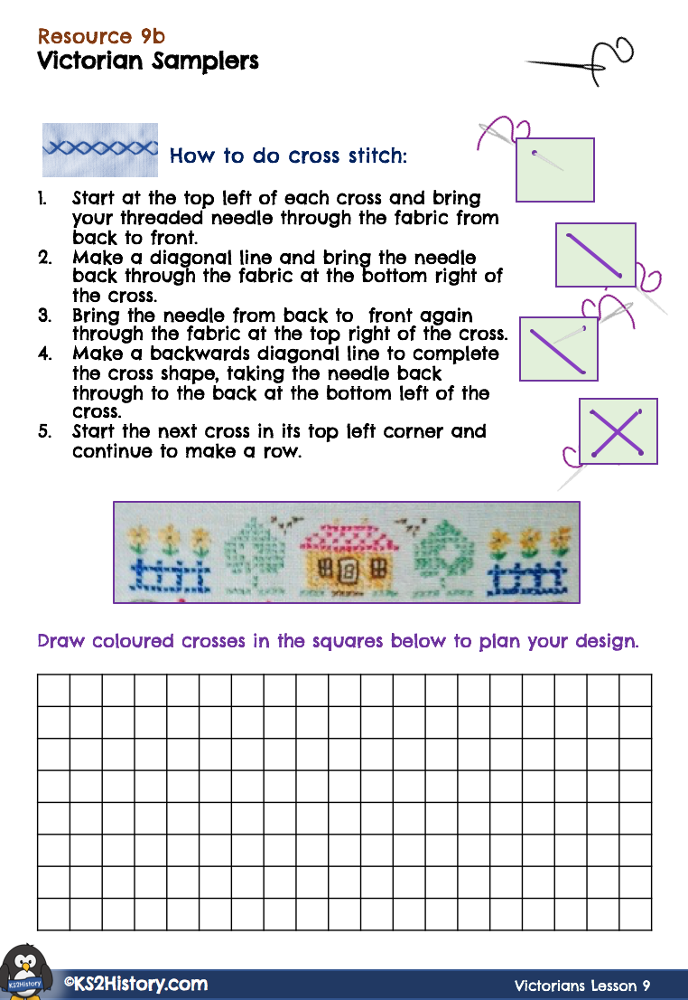 Resource 9b
Victorian Samplers
How to do cross stitch:
1. Start at the top left of each cross and bring
your threaded needle through the fabric from
back to front.
2. Make a diagonal line and bring the needle
back through the fabric at the bottom right of
the cross.
3. Bring the needle from back to  front again
through the fabric at the top right of the cross.
4. Make a backwards diagonal line to complete
the cross shape, taking the needle back
through to the back at the bottom left of the
cross.
5. Start the next cross in its top left corner and
continue to make a row.
Draw coloured crosses in the squares below to plan your design.
KS2History
©KS2History.com
Victorians Lesson 9